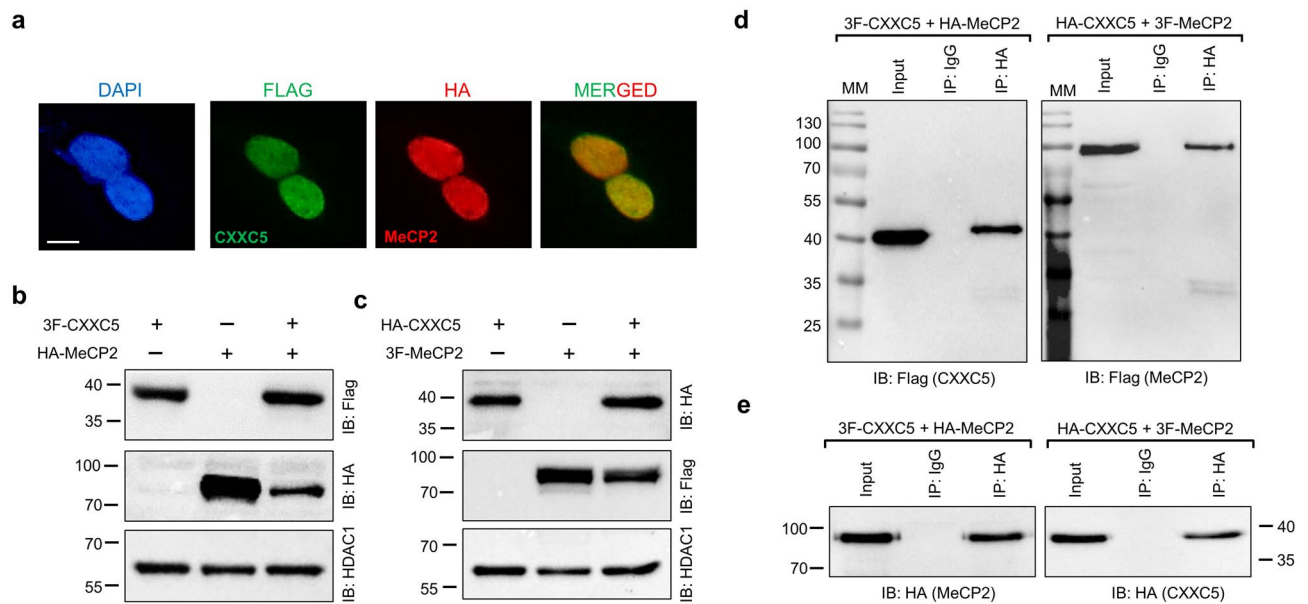 a
DAPI FLAG HA MERGED
CXXC5 MeCP2
b
3F-CXXC5 + − +
HA-MeCP2 − + +
40
35
IB: Flag
100
70
IB: HA
70
55
IB: HDAC1
c
HA-CXXC5 + − +
3F-MeCP2 − + +
40
35
IB: HA
100
70
IB: Flag
70
55
IB: HDAC1
d
3F-CXXC5 + HA-MeCP2 HA-CXXC5 + 3F-MeCP2
MM Input IP: IgG IP: HA MM Input IP: IgG IP: HA
130
100
70
55
40
35
25
IB: Flag (CXXC5) IB: Flag (MeCP2)
e
3F-CXXC5 + HA-MeCP2 HA-CXXC5 + 3F-MeCP2
Input IP: IgG IP: HA Input IP: IgG IP: HA
100 40
70 35
IB: HA (MeCP2) IB: HA (CXXC5)